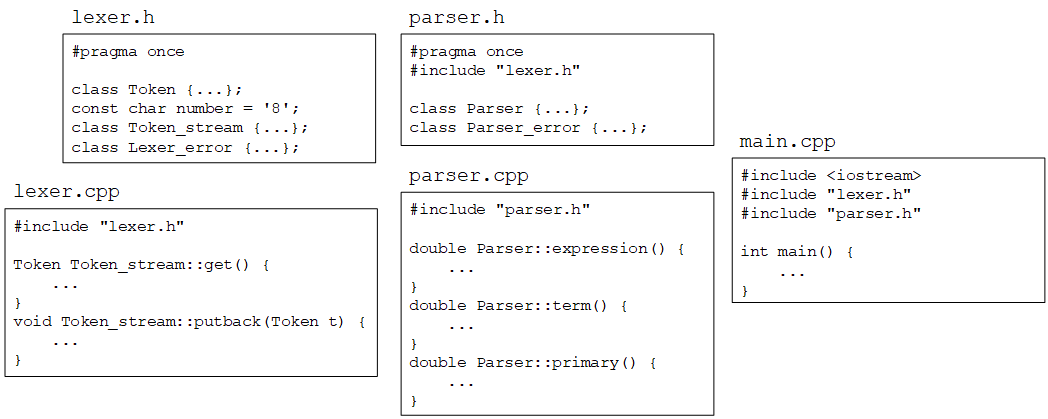 lexer.h
#pragma once

class Token {...};
const char number = '8';
class Token_stream {...};
class Lexer_error {...};
parser.h
#pragma once
#include "lexer.h"

class Parser {...};
class Parser_error {...};
lexer.cpp
#include "lexer.h"

Token Token_stream::get() {
    ...
}
void Token_stream::putback(Token t) {
    ...
}
parser.cpp
#include "parser.h"

double Parser::expression() {
    ...
}
double Parser::term() {
    ...
}
double Parser::primary() {
    ...
}
main.cpp
#include <iostream>
#include "lexer.h"
#include "parser.h"

int main() {
    ...
}